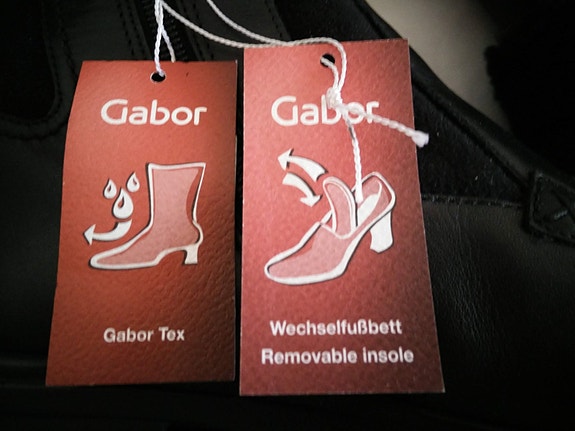 Gabor
Gabor Tex
Gabor
Wechselfußbett
Removable insole